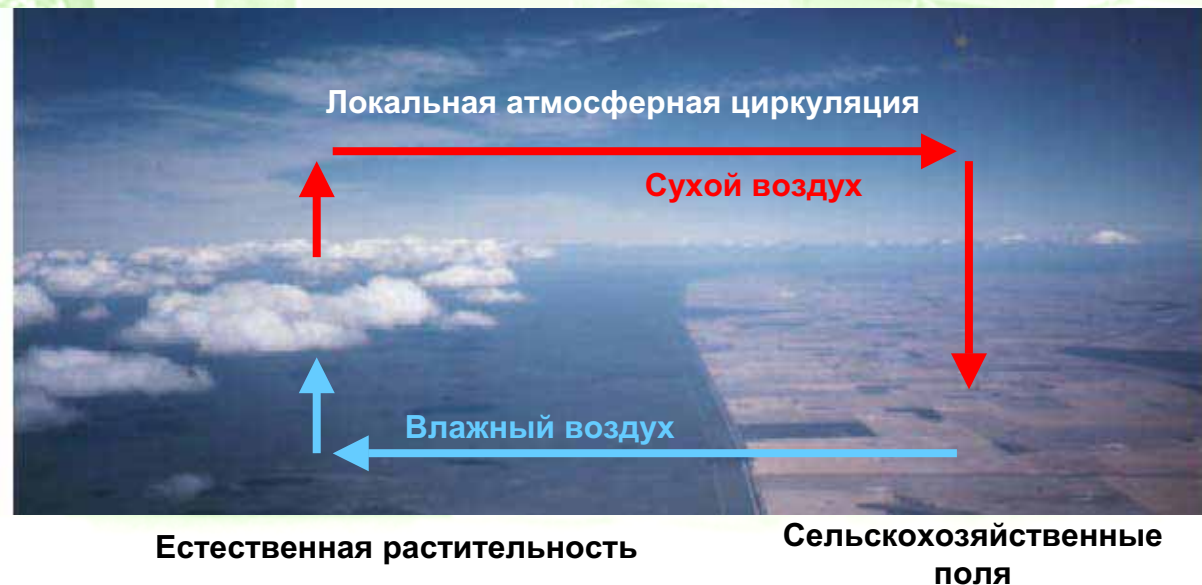 Локальная атмосферная циркуляция
Сухой воздух
Влажный воздух
Естественная растительность
Сельскохозяйственные
поля